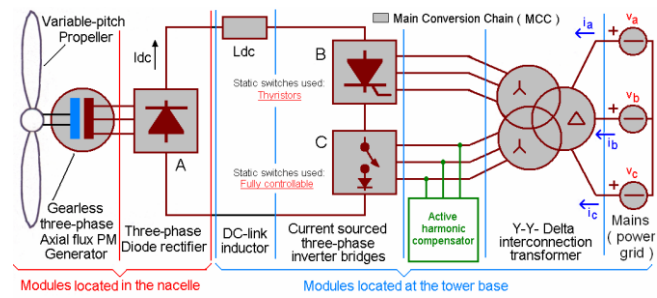 Variable-pitch
Propeller
Main Conversion Chain ( MCC )
Idc
Ldc
A
B
C
Static switches used:
Thyristors
Static switches used:
Fully controllable
ia
ib
ic
+
va
+
vb
+
vc
Gearless
three-phase
Axial flux PM
Generator
Three-phase
Diode rectifier
DC-link
inductor
Current sourced
three-phase
inverter bridges
Active
harmonic
compensator
Y-Y- Delta
interconnection
transformer
Mains
( power
grid )
Modules located in the nacelle
Modules located at the tower base